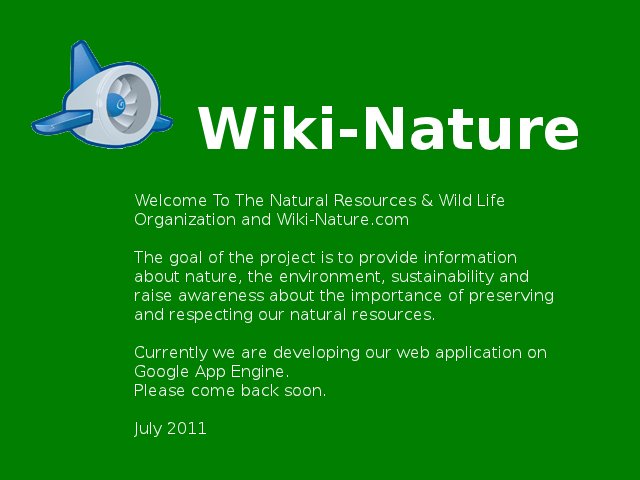 Wiki-Nature
Welcome To The Natural Resources & Wild Life
Organization and Wiki-Nature.com
The goal of the project is to provide information
about nature, the environment, sustainability and
raise awareness about the importance of preserving
and respecting our natural resources.
Currently we are developing our web application on
Google App Engine.
Please come back soon.
July 2011